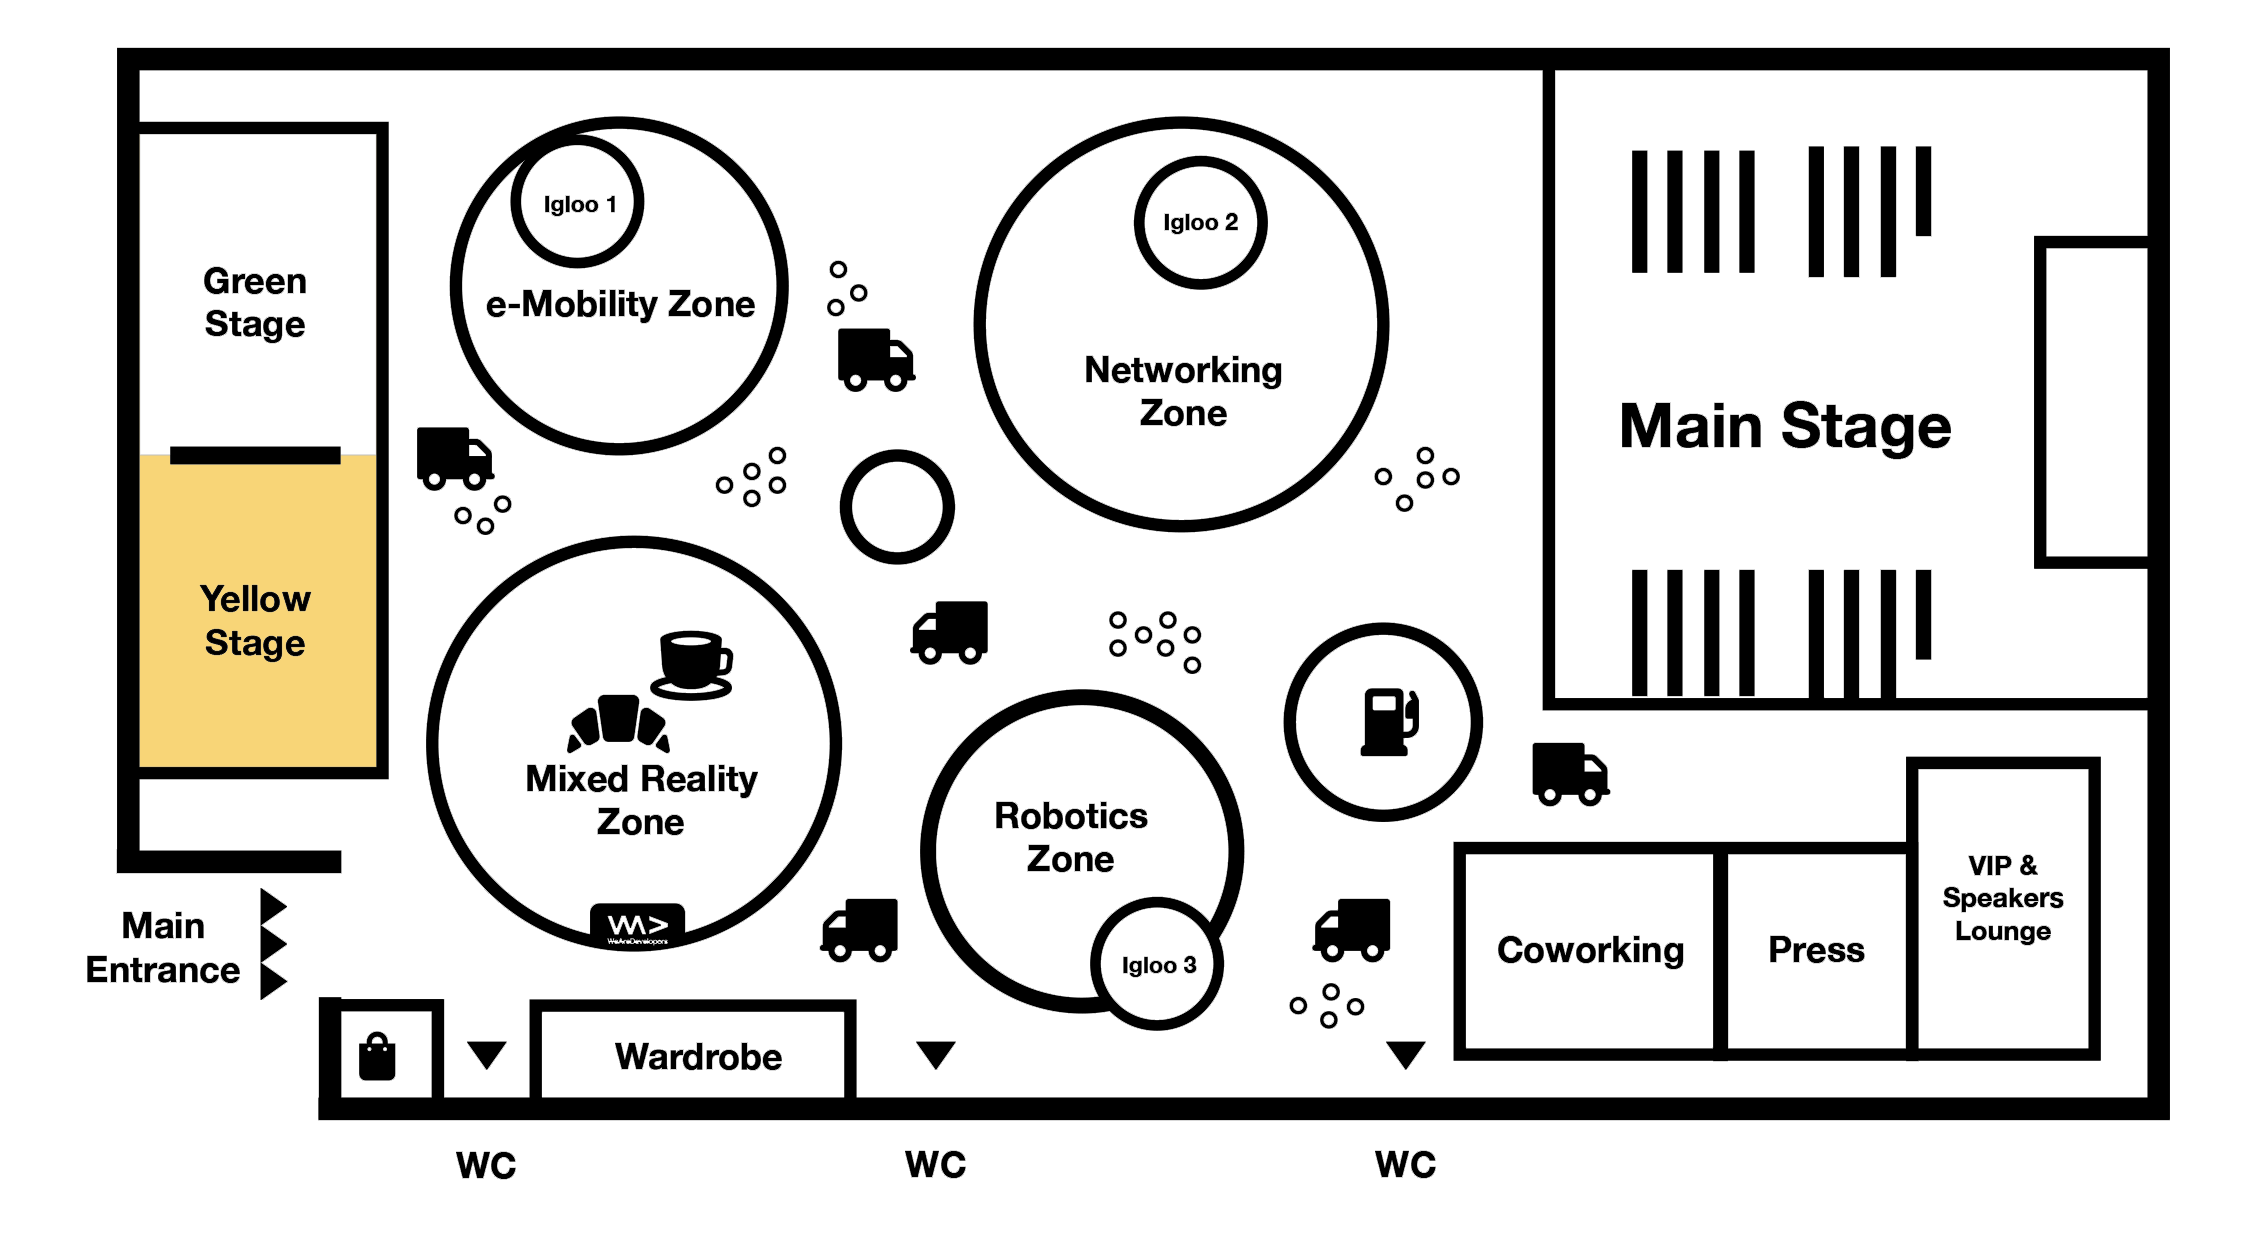 Igloo 1
Igloo 2
Green
Stage
e-Mobility Zone
Networking
Zone
Main Stage
Yellow
Stage
Mixed Reality
Zone
Robotics
Zone
VIP &
Speakers
Lounge
Main
Entrance
WeAreDevelopers
Coworking
Press
Igloo 3
Wardrobe
WC
WC
WC